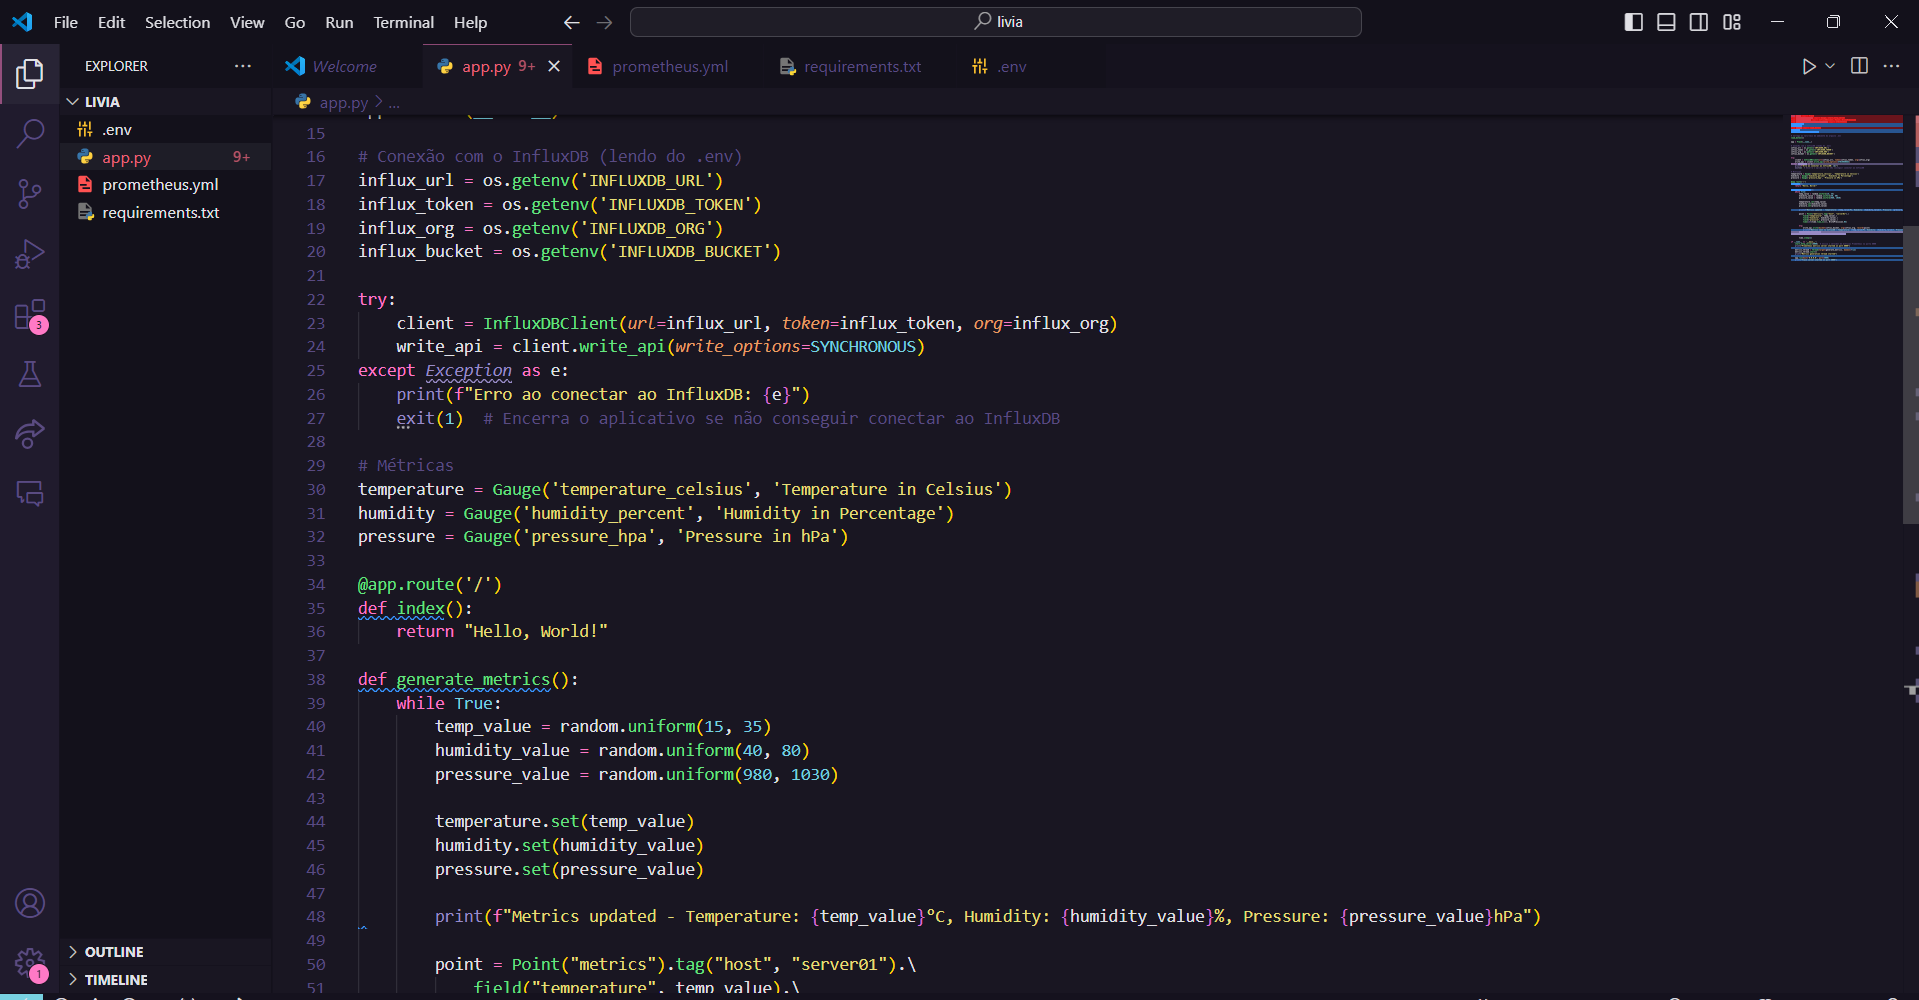 File Edit Selection View Go Run Terminal Help
livia
EXPLORER
Welcome
app.py 9+
prometheus.yml
requirements.txt
.env
LIVIA
.env
app.py 9+
prometheus.yml
requirements.txt
3
1
OUTLINE
TIMELINE
app.py > ...
15
16 # Conexão com o InfluxDB (lendo do .env)
17 influx_url = os.getenv('INFLUXDB_URL')
18 influx_token = os.getenv('INFLUXDB_TOKEN')
19 influx_org = os.getenv('INFLUXDB_ORG')
20 influx_bucket = os.getenv('INFLUXDB_BUCKET')
21
22 try:
23     client = InfluxDBClient(url=influx_url, token=influx_token, org=influx_org)
24     write_api = client.write_api(write_options=SYNCHRONOUS)
25 except Exception as e:
26     print(f"Erro ao conectar ao InfluxDB: {e}")
27     exit(1)  # Encerra o aplicativo se não conseguir conectar ao InfluxDB
28
29 # Métricas
30 temperature = Gauge('temperature_celsius', 'Temperature in Celsius')
31 humidity = Gauge('humidity_percent', 'Humidity in Percentage')
32 pressure = Gauge('pressure_hpa', 'Pressure in hPa')
33
34 @app.route('/')
35 def index():
36     return "Hello, World!"
37
38 def generate_metrics():
39     while True:
40         temp_value = random.uniform(15, 35)
41         humidity_value = random.uniform(40, 80)
42         pressure_value = random.uniform(980, 1030)
43
44         temperature.set(temp_value)
45         humidity.set(humidity_value)
46         pressure.set(pressure_value)
47
48         print(f"Metrics updated - Temperature: {temp_value}°C, Humidity: {humidity_value}%, Pressure: {pressure_value}hPa")
49
50         point = Point("metrics").tag("host", "server01").\
51             field("temperature", temp_value).\